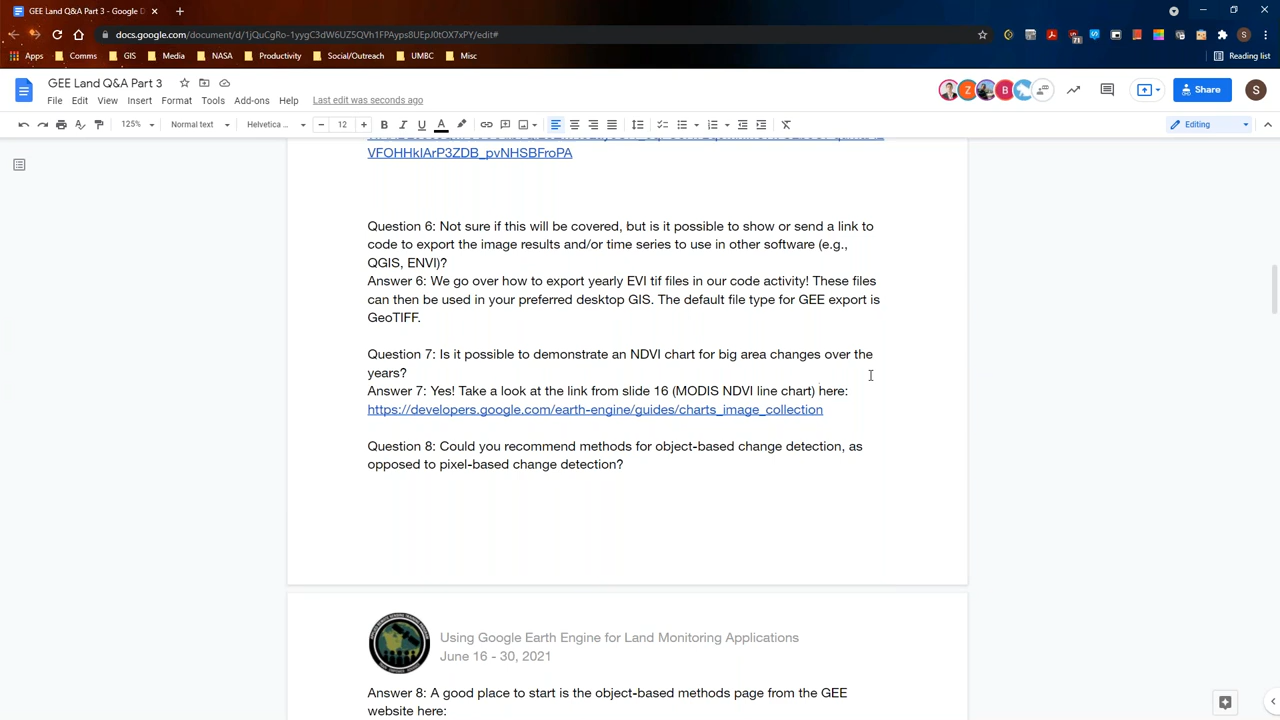 GEE Land Q&A Part 3 - Google D
docs.google.com/document/d/1jQuCgRo-1yygC3dW6UZ5QVh1FPAyps8UEpJ0tOX7xPY/edit#
Apps Comms GIS Media NASA Productivity Social/Outreach UMBC Misc Reading list
GEE Land Q&A Part 3
File Edit View Insert Format Tools Add-ons Help Last edit was seconds ago
Z B Share S
125% Normal text Helvetica ... 12 B I U A Editing
VFOHHkIArP3ZDB_pvNHSBFroPA
Question 6: Not sure if this will be covered, but is it possible to show or send a link to
code to export the image results and/or time series to use in other software (e.g.,
QGIS, ENVI)?
Answer 6: We go over how to export yearly EVI tif files in our code activity! These files
can then be used in your preferred desktop GIS. The default file type for GEE export is
GeoTIFF.
Question 7: Is it possible to demonstrate an NDVI chart for big area changes over the
years?
Answer 7: Yes! Take a look at the link from slide 16 (MODIS NDVI line chart) here:
https://developers.google.com/earth-engine/guides/charts_image_collection
Question 8: Could you recommend methods for object-based change detection, as
opposed to pixel-based change detection?
Using Google Earth Engine for Land Monitoring Applications
June 16 - 30, 2021
Answer 8: A good place to start is the object-based methods page from the GEE
website here: